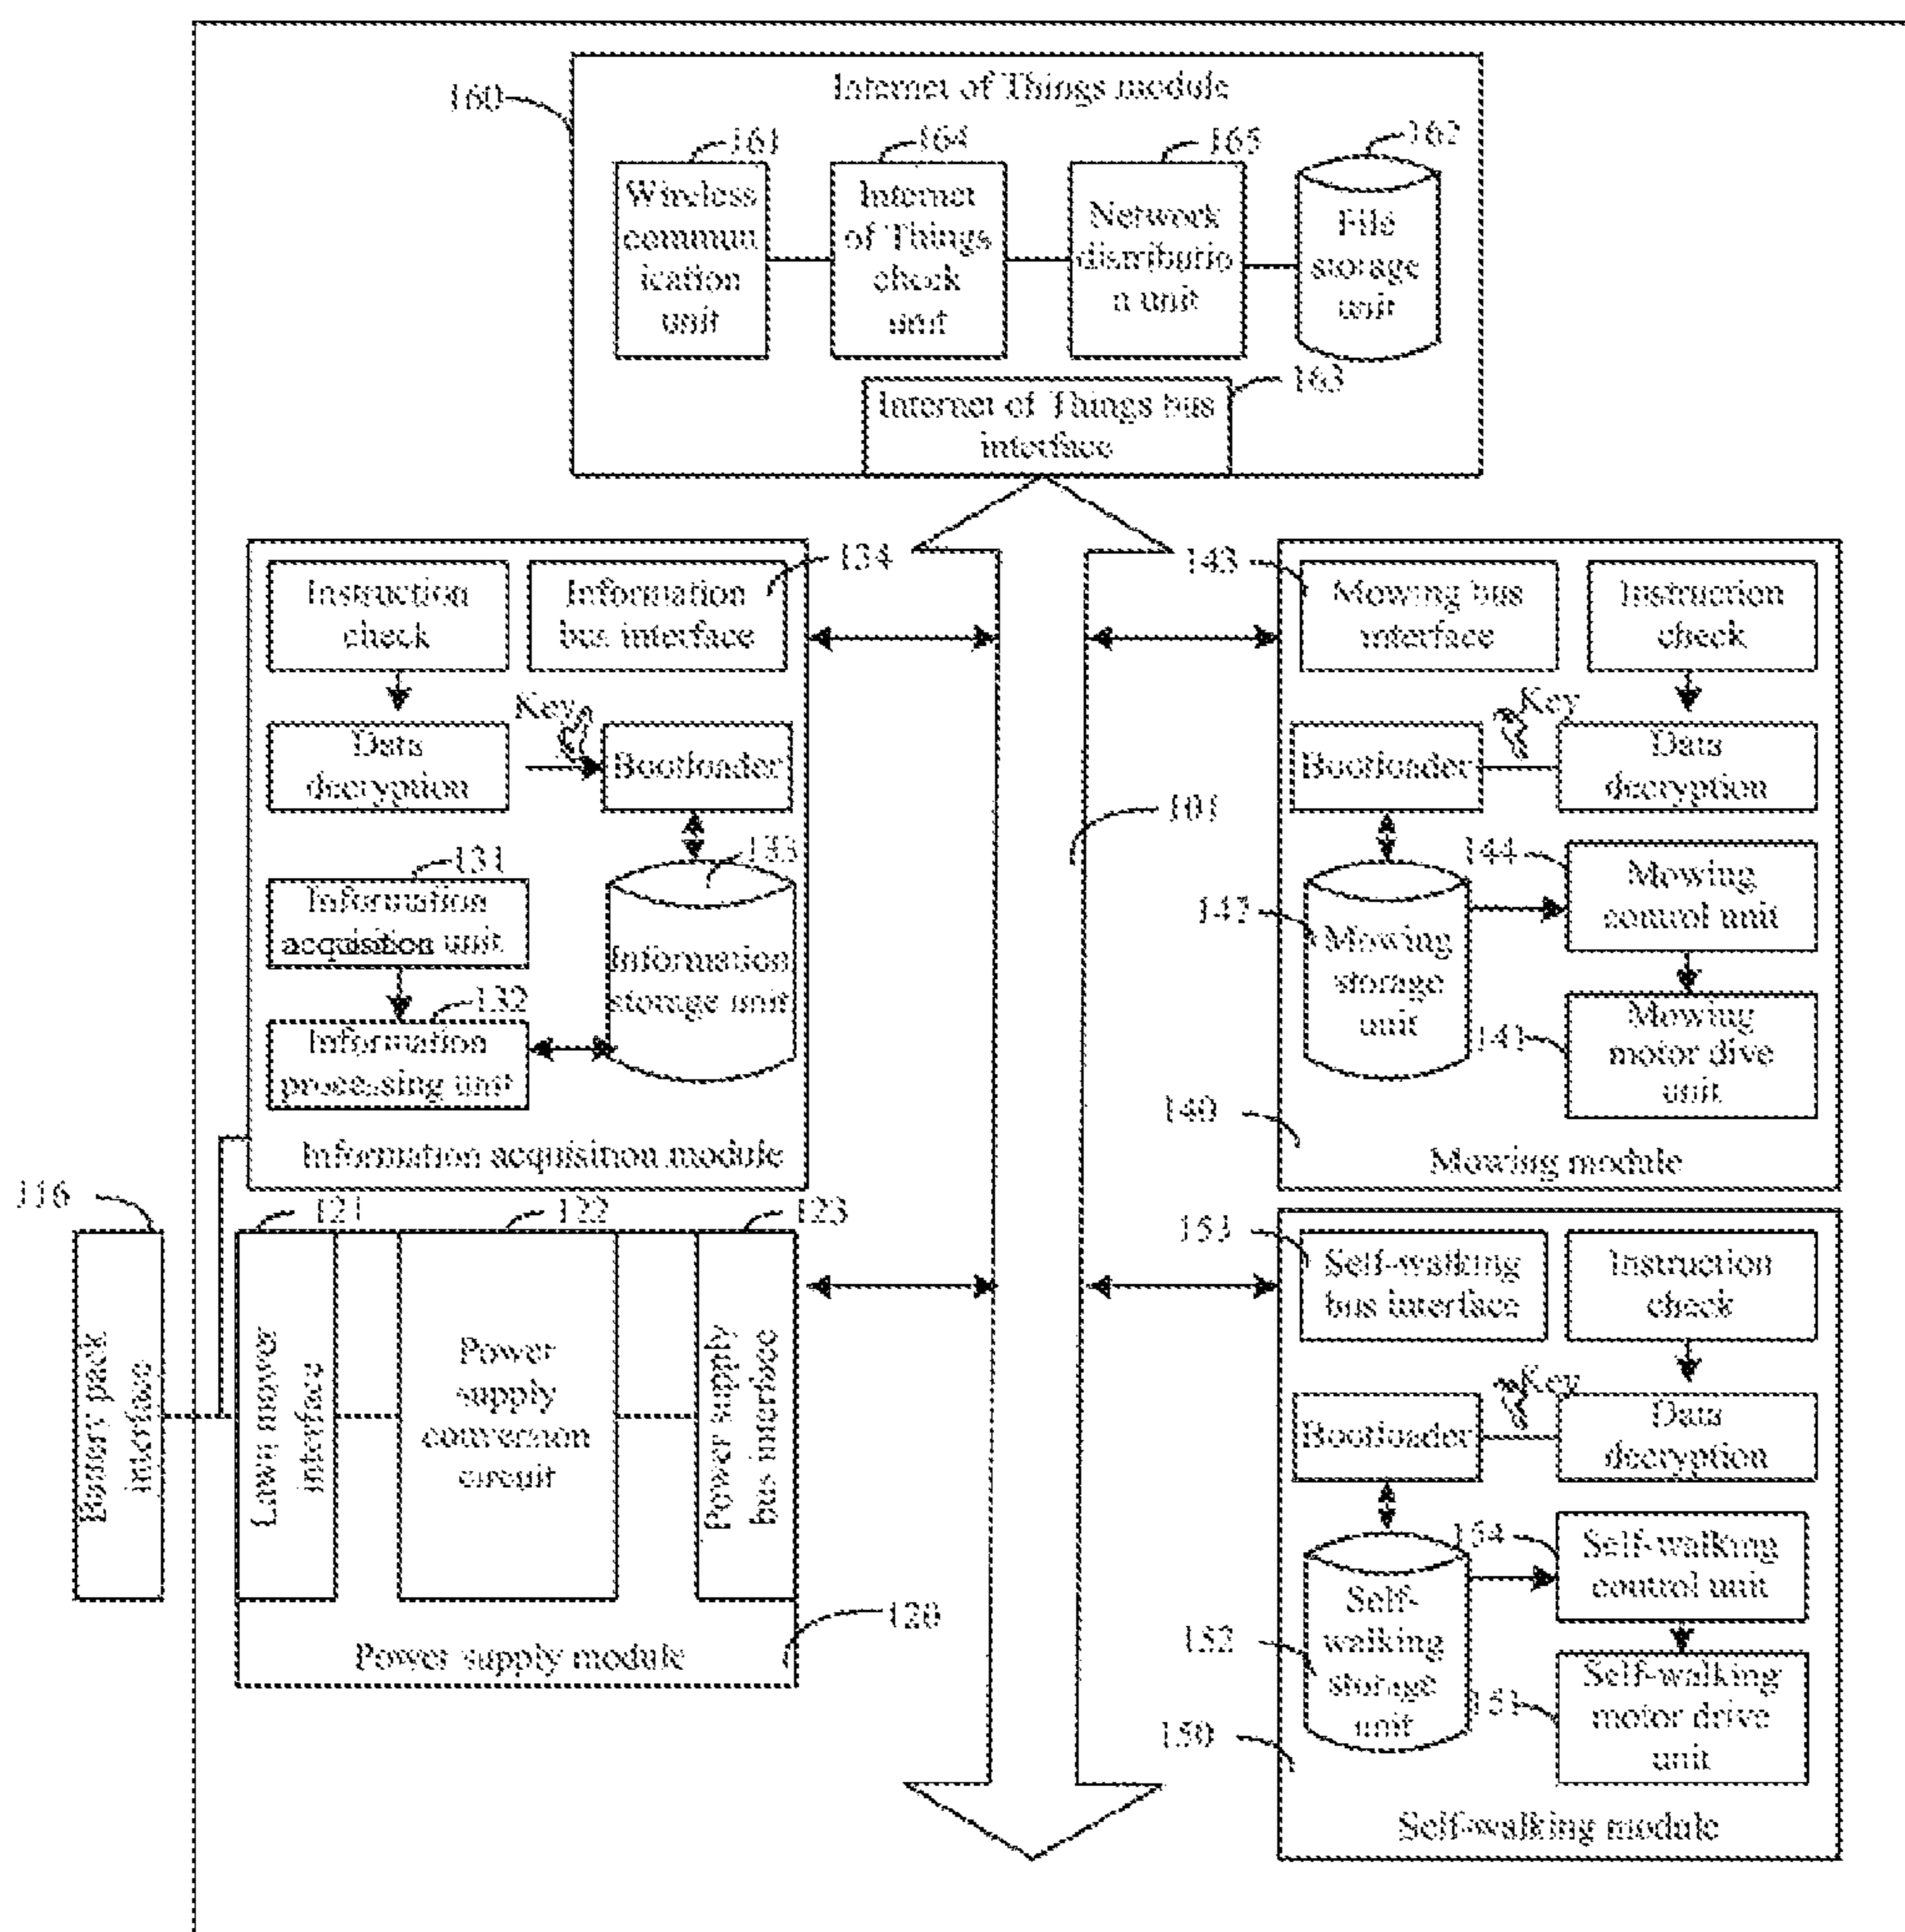 Internet of Things module
160
161
164
165
162
Wireless
commun
ication
unit
Internet
of Things
check
unit
Network
distributio
n unit
File
storage
unit
163
Internet of Things bus
interface
134
Instruction
check
Information
bus interface
Key
Data
decryption
Bootloader
131
133
Information
acquisition unit
132
Information
processing unit
Information
storage unit
Information acquisition module
101
143
Mowing bus
interface
Instruction
check
Key
Bootloader
Data
decryption
144
Mowing
control unit
142
Mowing
storage
unit
141
Mowing
motor dive
unit
140
Mowing module
116
121
122
123
Battery pack
interface
Lawn mover
interface
Power
supply
conversion
circuit
Power supply
bus interface
120
Power supply module
153
Self-walking
bus interface
Instruction
check
Key
Bootloader
Data
decryption
154
Self-walking
control unit
152
Self-
walking
storage
unit
151
Self-walking
motor drive
unit
150
Self-walking module